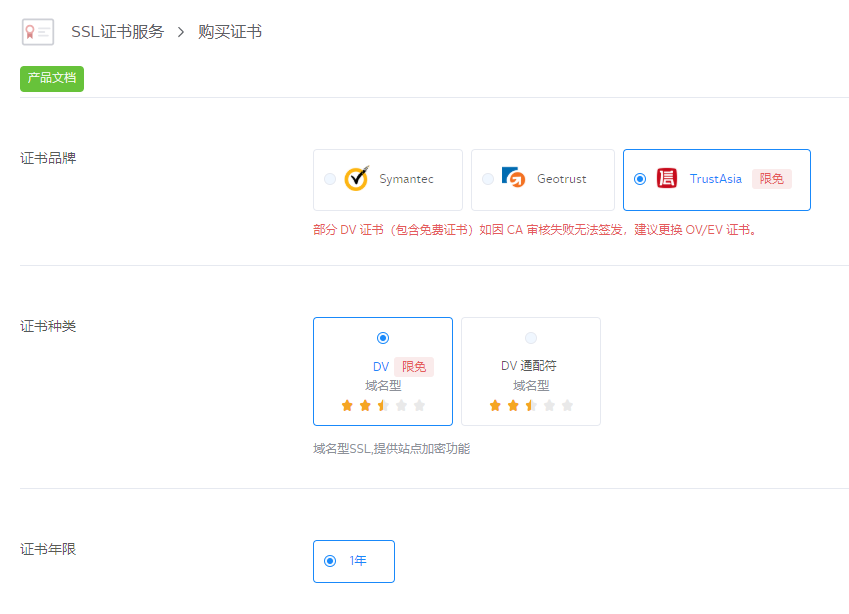 SSL证书服务 > 购买证书
产品文档
证书品牌
Symantec
Geotrust
TrustAsia 限免
部分 DV 证书（包含免费证书）如因 CA 审核失败无法签发，建议更换 OV/EV 证书。
证书种类
DV 限免
域名型
DV 通配符
域名型
域名型SSL,提供站点加密功能
证书年限
1年